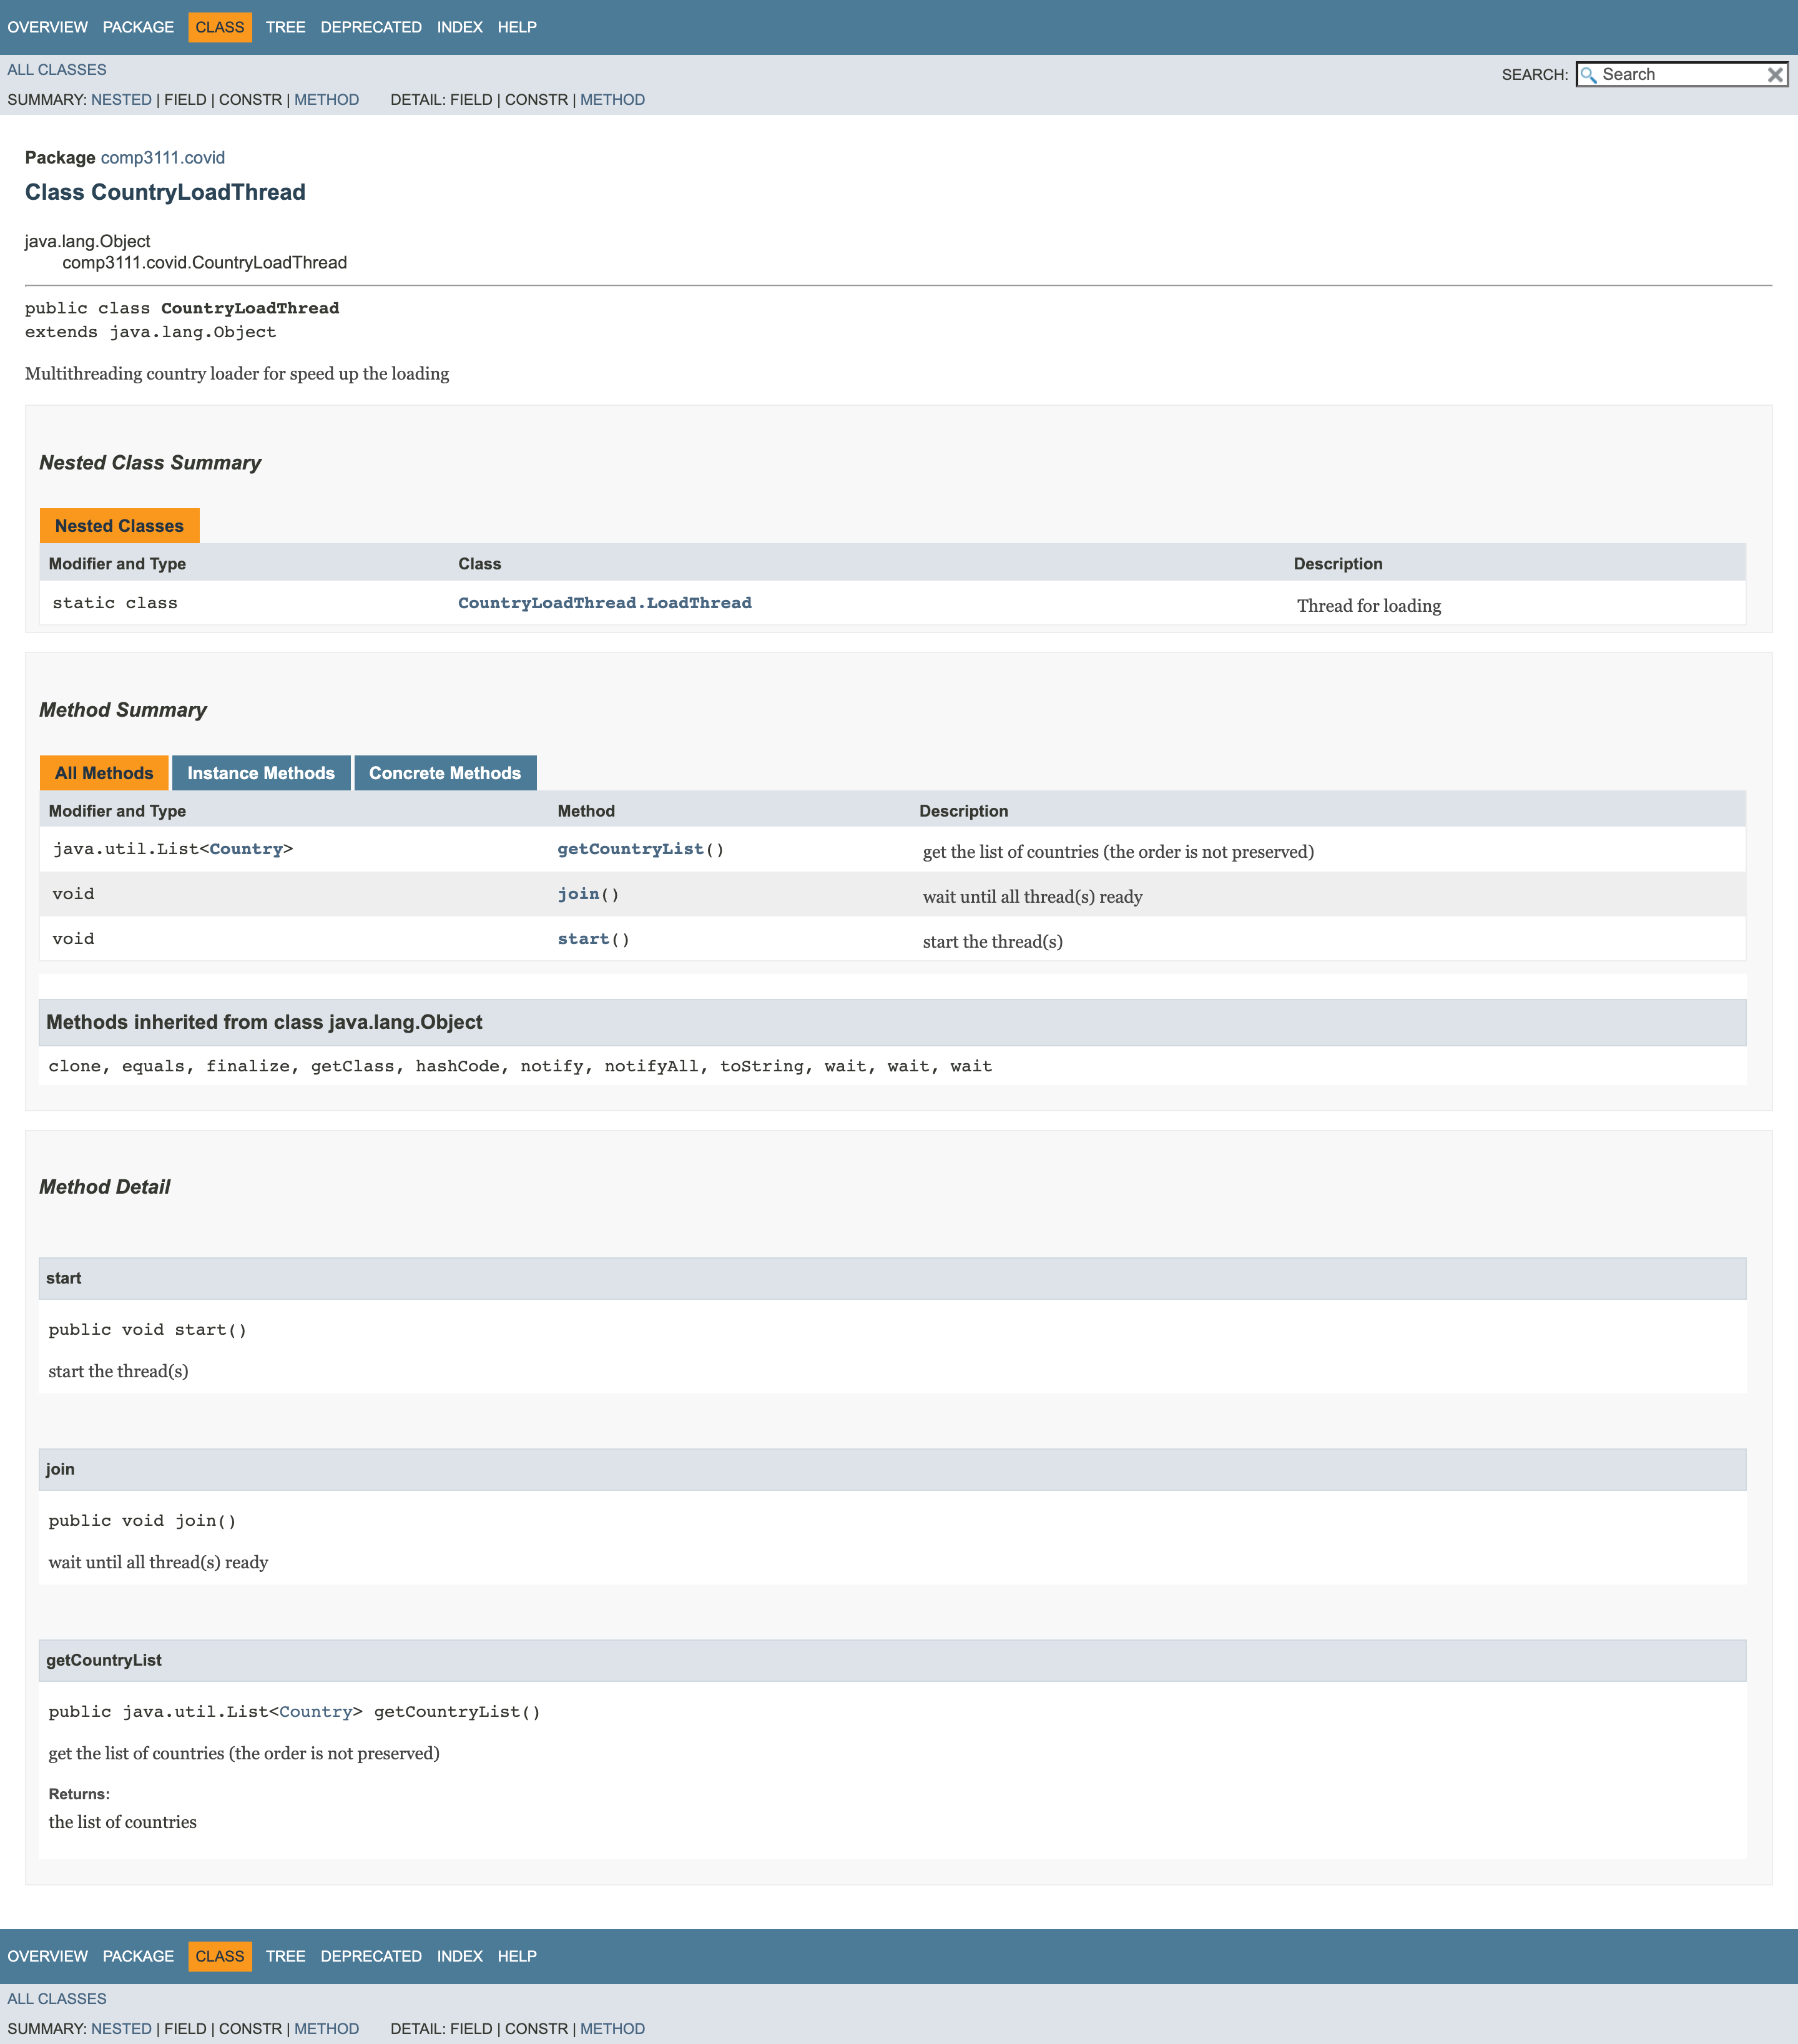 OVERVIEW PACKAGE CLASS TREE DEPRECATED INDEX HELP
ALL CLASSES
SEARCH: Search
SUMMARY: NESTED | FIELD | CONSTR | METHOD DETAIL: FIELD | CONSTR | METHOD
Package comp3111.covid
Class CountryLoadThread
java.lang.Object
comp3111.covid.CountryLoadThread
public class CountryLoadThread
extends java.lang.Object
Multithreading country loader for speed up the loading
Nested Class Summary
Nested Classes
Modifier and Type Class Description
static class CountryLoadThread.LoadThread Thread for loading
Method Summary
All Methods Instance Methods Concrete Methods
Modifier and Type Method Description
java.util.List<Country> getCountryList() get the list of countries (the order is not preserved)
void join() wait until all thread(s) ready
void start() start the thread(s)
Methods inherited from class java.lang.Object
clone, equals, finalize, getClass, hashCode, notify, notifyAll, toString, wait, wait, wait
Method Detail
start
public void start()
start the thread(s)
join
public void join()
wait until all thread(s) ready
getCountryList
public java.util.List<Country> getCountryList()
get the list of countries (the order is not preserved)
Returns:
the list of countries
OVERVIEW PACKAGE CLASS TREE DEPRECATED INDEX HELP
ALL CLASSES
SUMMARY: NESTED | FIELD | CONSTR | METHOD DETAIL: FIELD | CONSTR | METHOD